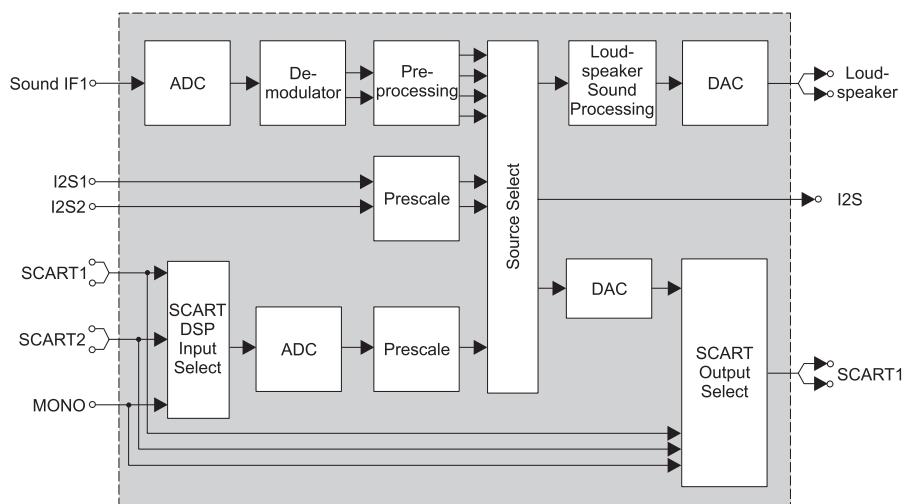 Sound IF1
ADC
De-
modulator
Pre-
processing
Loud-
speaker
Sound
Processing
DAC
Loud-
speaker
I2S1
I2S2
Prescale
Source Select
I2S
SCART1
SCART2
MONO
SCART
DSP
Input
Select
ADC
Prescale
DAC
SCART
Output
Select
SCART1